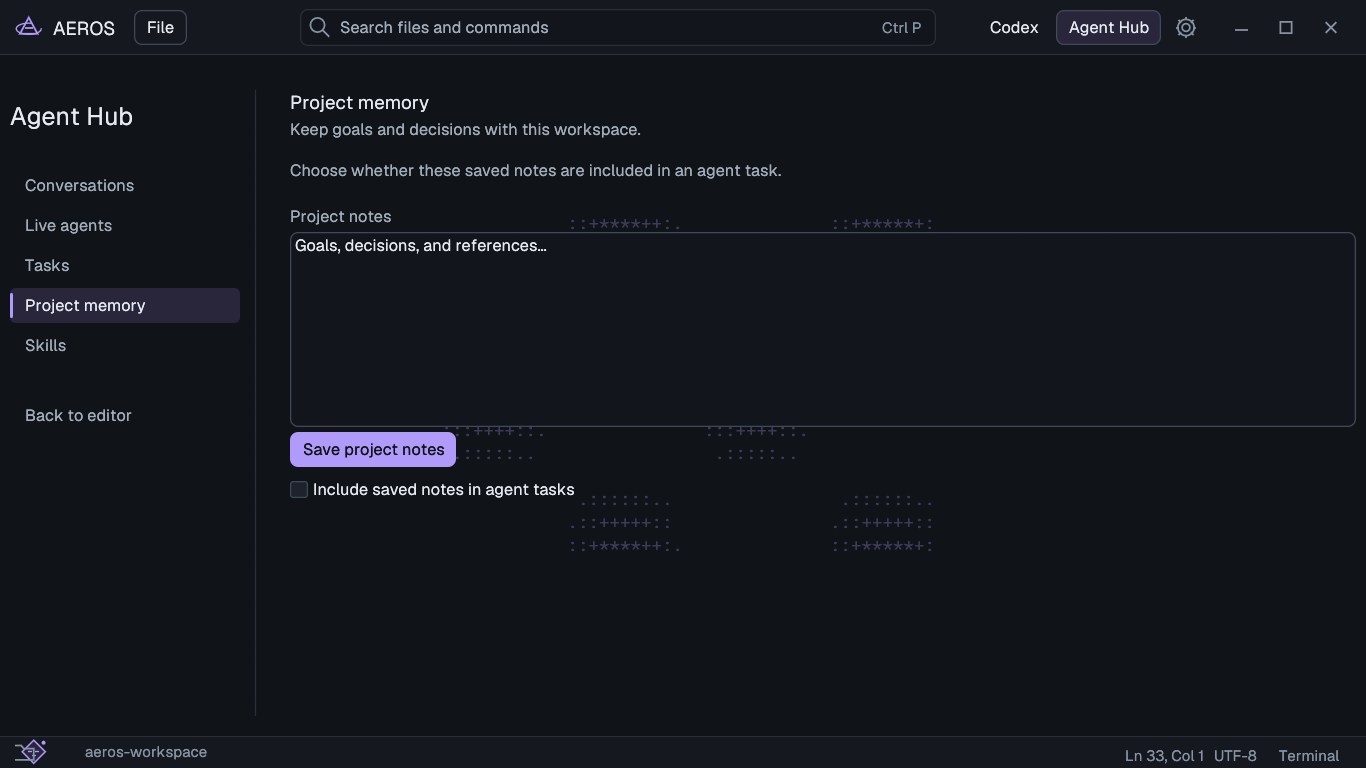 AEROS File Search files and commands Ctrl P Codex Agent Hub
Agent Hub
Conversations
Live agents
Tasks
Project memory
Skills
Back to editor
Project memory
Keep goals and decisions with this workspace.
Choose whether these saved notes are included in an agent task.
Project notes
::+****++:. ::+*****+:
Goals, decisions, and references…
::++++::. :::++++::.
Save project notes
.:::::.. .:::::..
Include saved notes in agent tasks
.::::::.. .::::::..
.::+++++:: .::+++++::
::+****++:. ::+*****+:
aeros-workspace
Ln 33, Col 1 UTF-8 Terminal